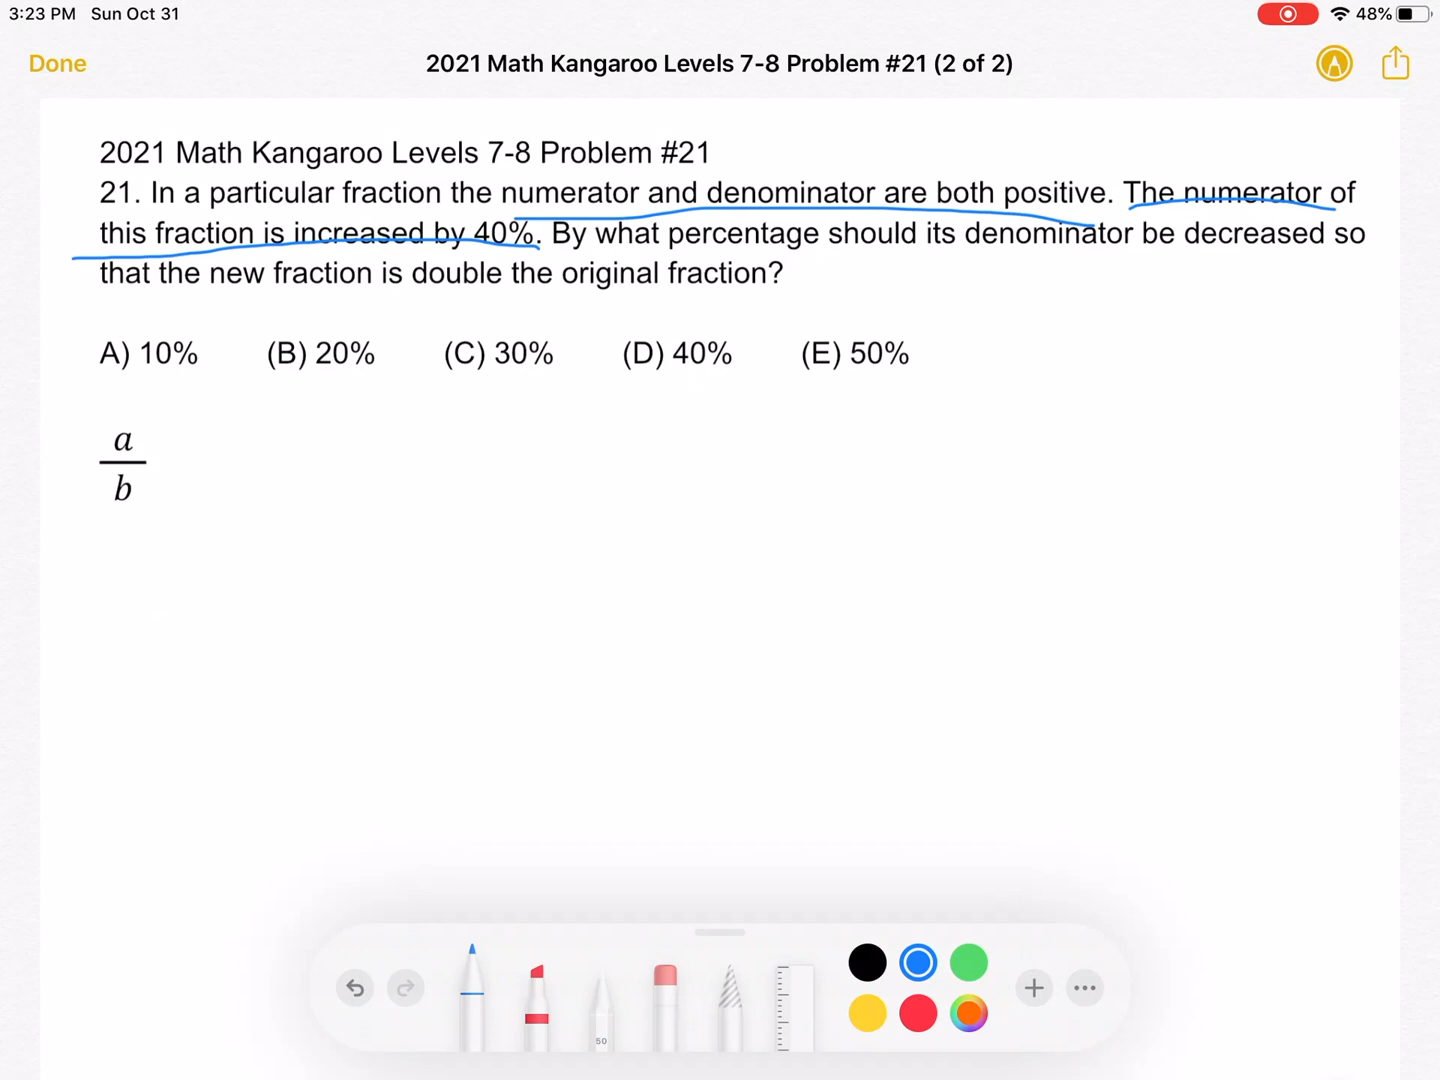 3:23 PM Sun Oct 31
48%
Done
2021 Math Kangaroo Levels 7-8 Problem #21 (2 of 2)
2021 Math Kangaroo Levels 7-8 Problem #21
21. In a particular fraction the numerator and denominator are both positive. The numerator of
this fraction is increased by 40%. By what percentage should its denominator be decreased so
that the new fraction is double the original fraction?
A) 10% (B) 20% (C) 30% (D) 40% (E) 50%
a
b
50